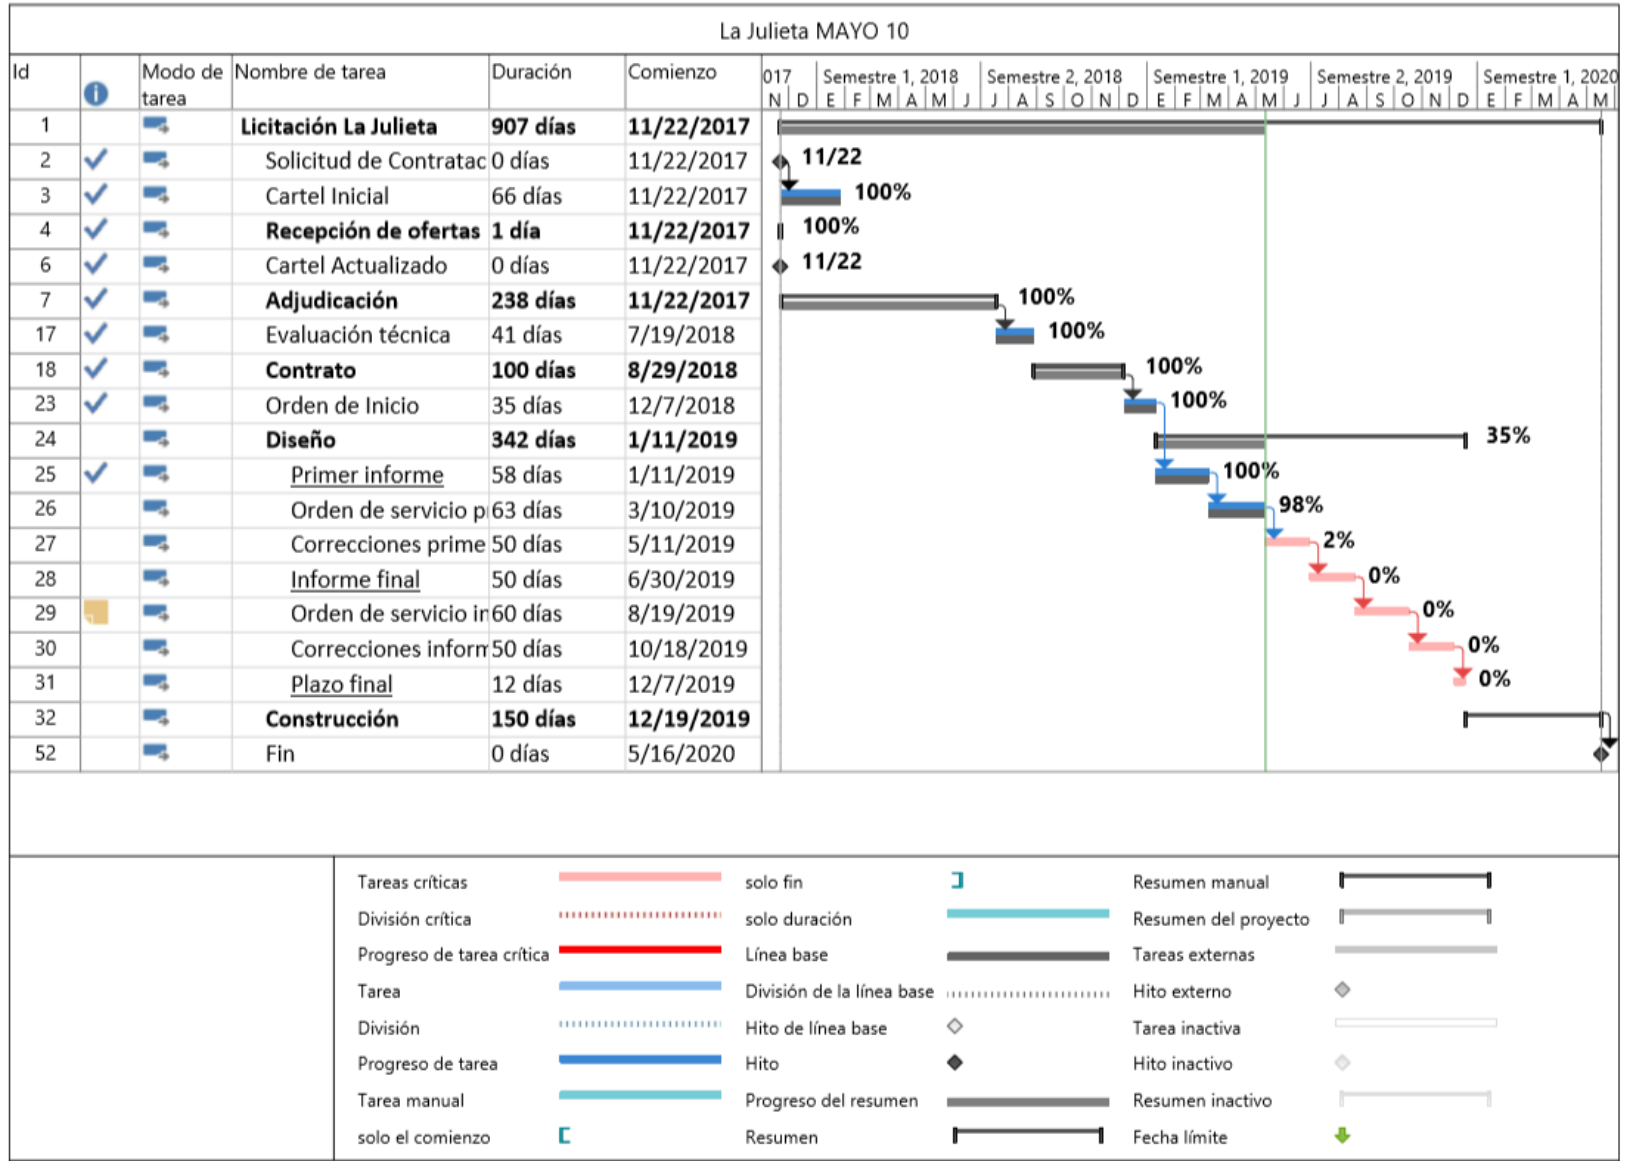 La Julieta MAYO 10
Id Modo de tarea Nombre de tarea Duración Comienzo
017 Semestre 1, 2018 Semestre 2, 2018 Semestre 1, 2019 Semestre 2, 2019 Semestre 1, 2020
N D E F M A M J J A S O N D E F M A M J J A S O N D E F M A M
1 Licitación La Julieta 907 días 11/22/2017
2 Solicitud de Contratac 0 días 11/22/2017 11/22
3 Cartel Inicial 66 días 11/22/2017 100%
4 Recepción de ofertas 1 día 11/22/2017 100%
6 Cartel Actualizado 0 días 11/22/2017 11/22
7 Adjudicación 238 días 11/22/2017 100%
17 Evaluación técnica 41 días 7/19/2018 100%
18 Contrato 100 días 8/29/2018 100%
23 Orden de Inicio 35 días 12/7/2018 100%
24 Diseño 342 días 1/11/2019 35%
25 Primer informe 58 días 1/11/2019 100%
26 Orden de servicio p 63 días 3/10/2019 98%
27 Correcciones prime 50 días 5/11/2019 2%
28 Informe final 50 días 6/30/2019 0%
29 Orden de servicio in 60 días 8/19/2019 0%
30 Correcciones inform 50 días 10/18/2019 0%
31 Plazo final 12 días 12/7/2019 0%
32 Construcción 150 días 12/19/2019
52 Fin 0 días 5/16/2020
Tareas críticas solo fin Resumen manual
División crítica solo duración Resumen del proyecto
Progreso de tarea crítica Línea base Tareas externas
Tarea División de la línea base Hito externo
División Hito de línea base Tarea inactiva
Progreso de tarea Hito Hito inactivo
Tarea manual Progreso del resumen Resumen inactivo
solo el comienzo Resumen Fecha límite